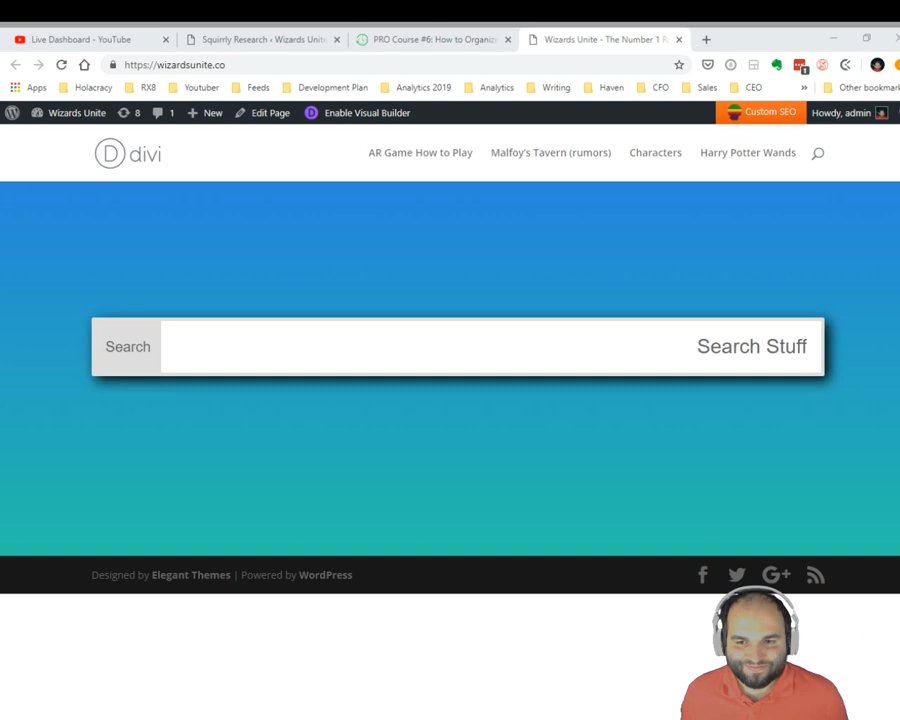 Live Dashboard - YouTube
Squirrly Research ‹ Wizards Unite
PRO Course #6: How to Organiz
Wizards Unite - The Number 1 R
https://wizardsunite.co
1
Apps Holacracy RX8 Youtuber Feeds Development Plan Analytics 2019 Analytics Writing Haven CFO Sales CEO » Other bookmark
Wizards Unite 8 1 + New Edit Page D Enable Visual Builder Custom SEO Howdy, admin
D divi AR Game How to Play Malfoy's Tavern (rumors) Characters Harry Potter Wands
Search Search Stuff
Designed by Elegant Themes | Powered by WordPress